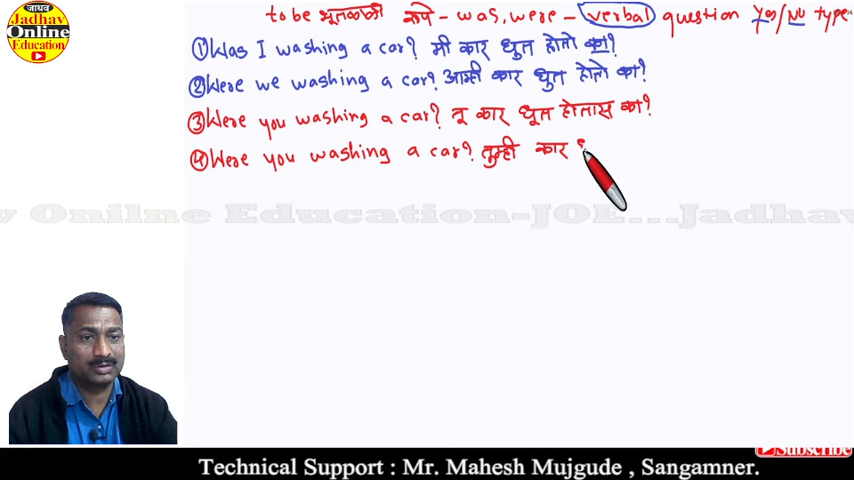 जाधव
Jadhav
Online
Education
to be भूतकाळी रूपे - was, were - verbal question Yes/No type
① Was I washing a car? मी कार धुत होतो का?
② Were we washing a car? आम्ही कार धुत होतो का?
③ Were you washing a car? तू कार धूत होतास का?
④ Were you washing a car? तुम्ही कार
v Onilne Education-JOE...Jadhav
Subscribe
Technical Support : Mr. Mahesh Mujgude , Sangamner.